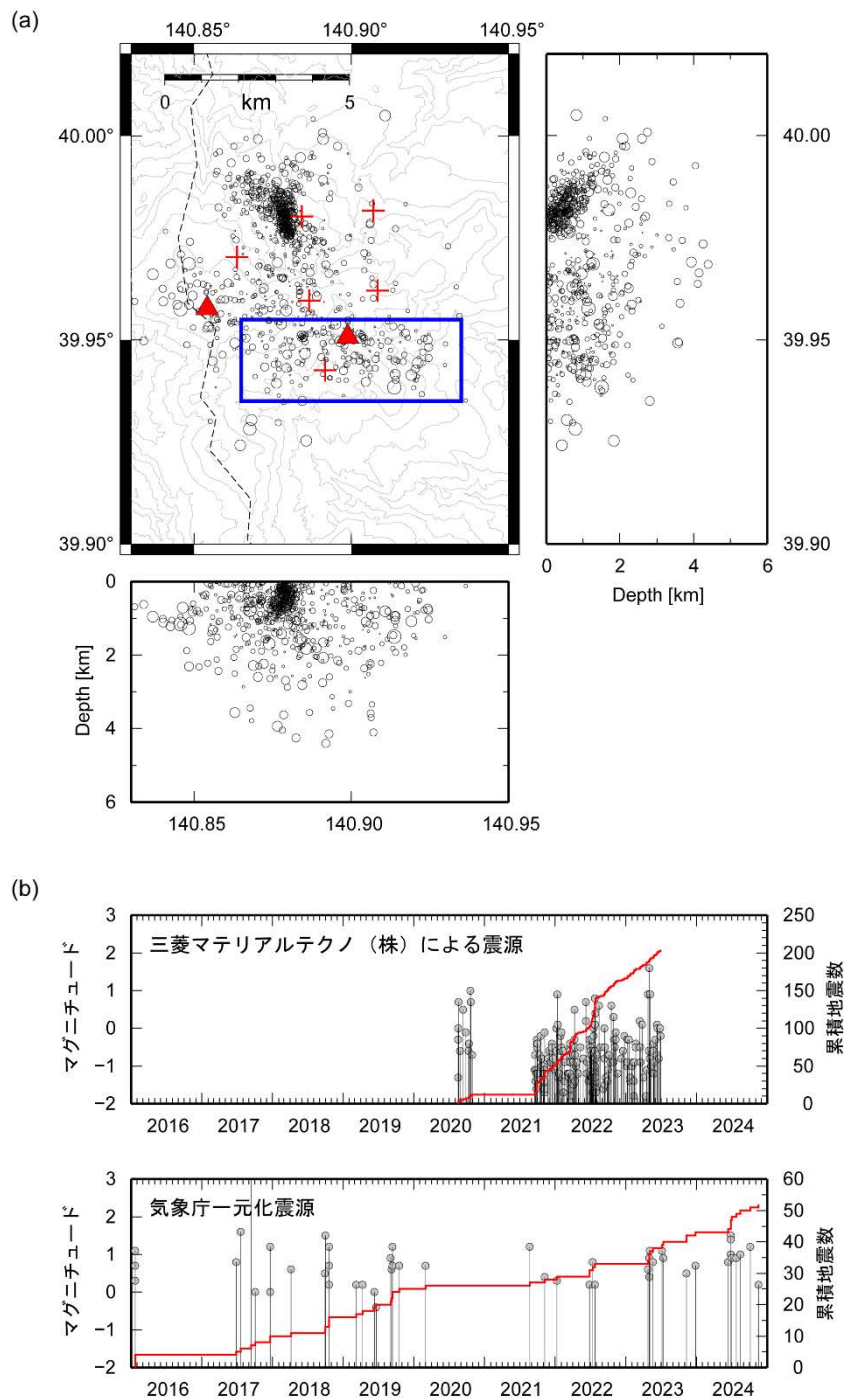 (a)
140.85° 140.90° 140.95°
0 km 5
40.00°
39.95°
39.90°
40.00
39.95
39.90
0 2 4 6
Depth [km]
0
2
4
6
Depth [km]
140.85 140.90 140.95
(b)
3
2
1
0
−1
−2
マグニチュード
三菱マテリアルテクノ（株）による震源
250
200
150
100
50
0
累積地震数
2016 2017 2018 2019 2020 2021 2022 2023 2024
3
2
1
0
−1
−2
マグニチュード
気象庁一元化震源
60
50
40
30
20
10
0
累積地震数
2016 2017 2018 2019 2020 2021 2022 2023 2024